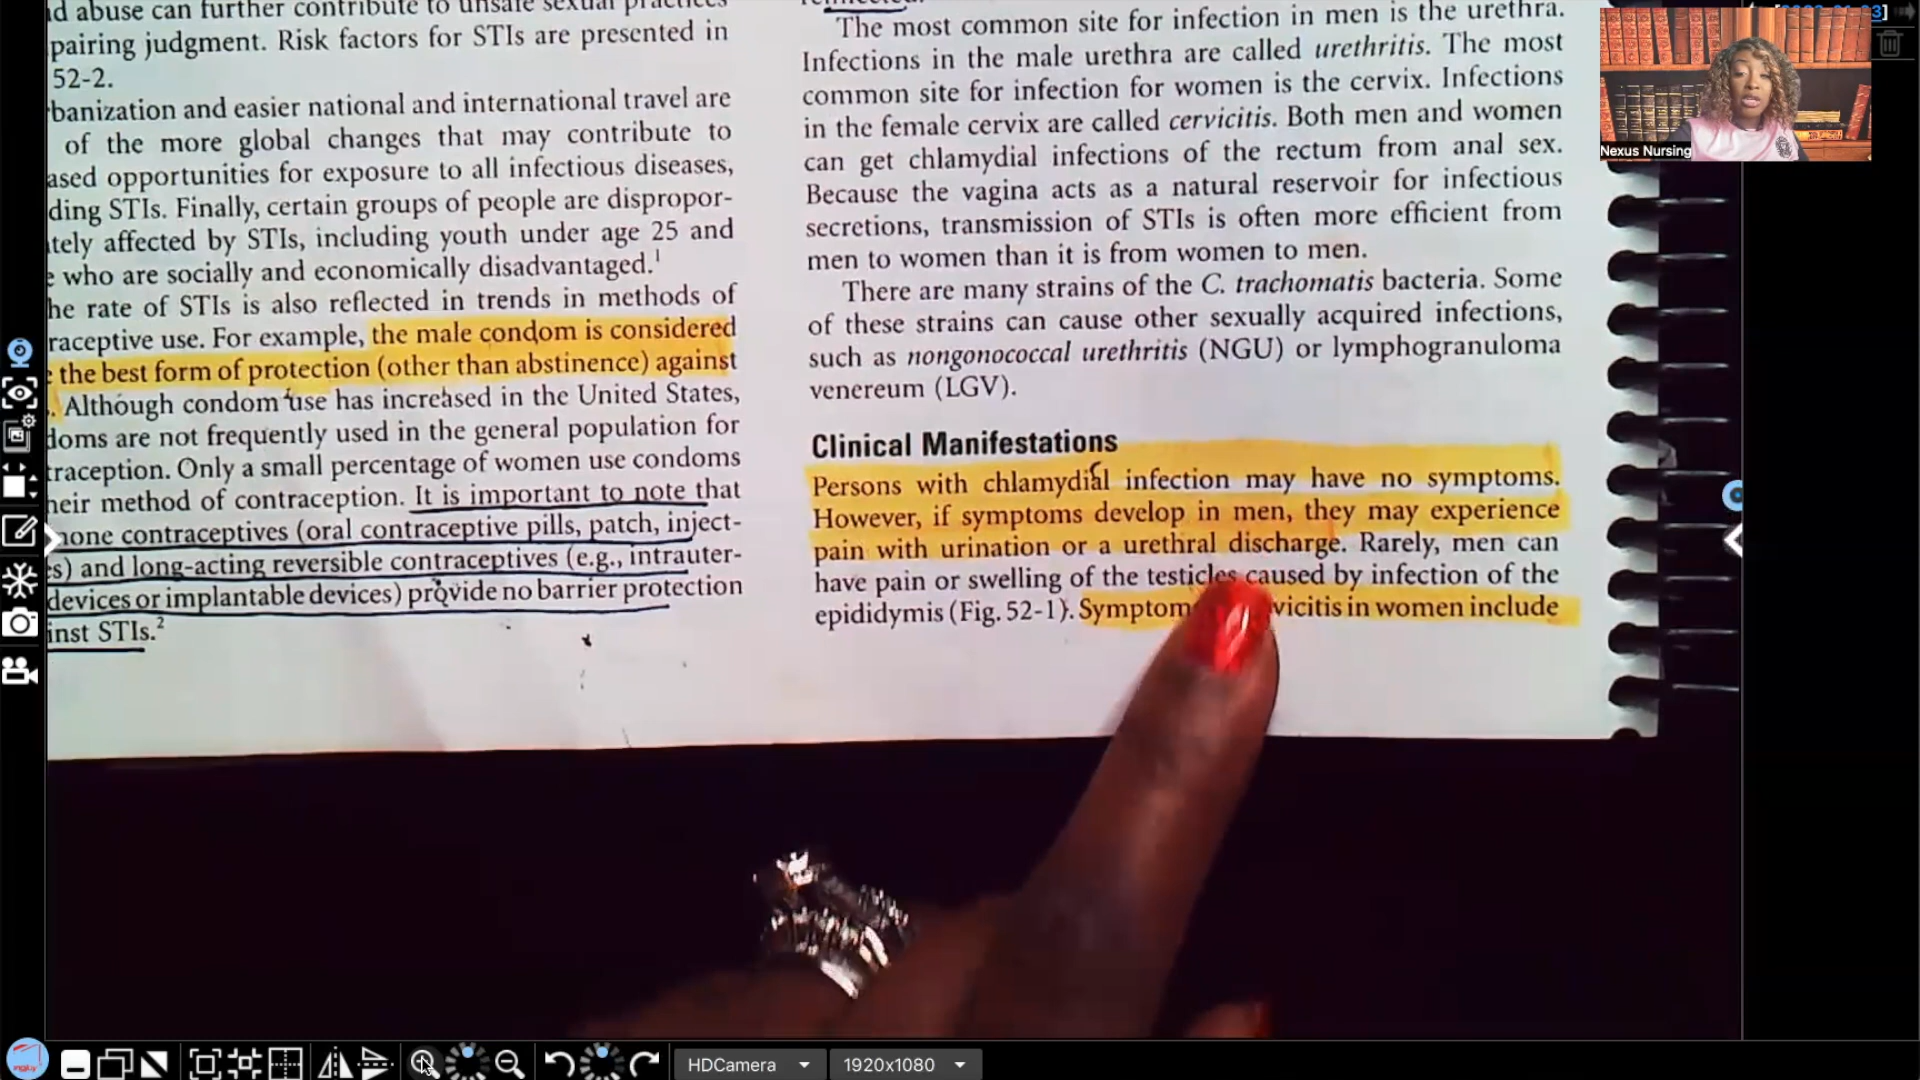 d abuse can further contribute to unsafe sexual practices
pairing judgment. Risk factors for STIs are presented in
52-2.
banization and easier national and international travel are
of the more global changes that may contribute to
ased opportunities for exposure to all infectious diseases,
ding STIs. Finally, certain groups of people are dispropor-
tely affected by STIs, including youth under age 25 and
e who are socially and economically disadvantaged.1
he rate of STIs is also reflected in trends in methods of
raceptive use. For example, the male condom is considered
the best form of protection (other than abstinence) against
. Although condom use has increased in the United States,
doms are not frequently used in the general population for
traception. Only a small percentage of women use condoms
heir method of contraception. It is important to note that
none contraceptives (oral contraceptive pills, patch, inject-
s) and long-acting reversible contraceptives (e.g., intrauter-
devices or implantable devices) provide no barrier protection
inst STIs.2
The most common site for infection in men is the urethra.
Infections in the male urethra are called urethritis. The most
common site for infection for women is the cervix. Infections
in the female cervix are called cervicitis. Both men and women
can get chlamydial infections of the rectum from anal sex.
Because the vagina acts as a natural reservoir for infectious
secretions, transmission of STIs is often more efficient from
men to women than it is from women to men.
There are many strains of the C. trachomatis bacteria. Some
of these strains can cause other sexually acquired infections,
such as nongonococcal urethritis (NGU) or lymphogranuloma
venereum (LGV).
Clinical Manifestations
Persons with chlamydial infection may have no symptoms.
However, if symptoms develop in men, they may experience
pain with urination or a urethral discharge. Rarely, men can
have pain or swelling of the testicles caused by infection of the
epididymis (Fig. 52-1). Symptom vicitis in women include
Nexus Nursing
HDCamera
1920x1080